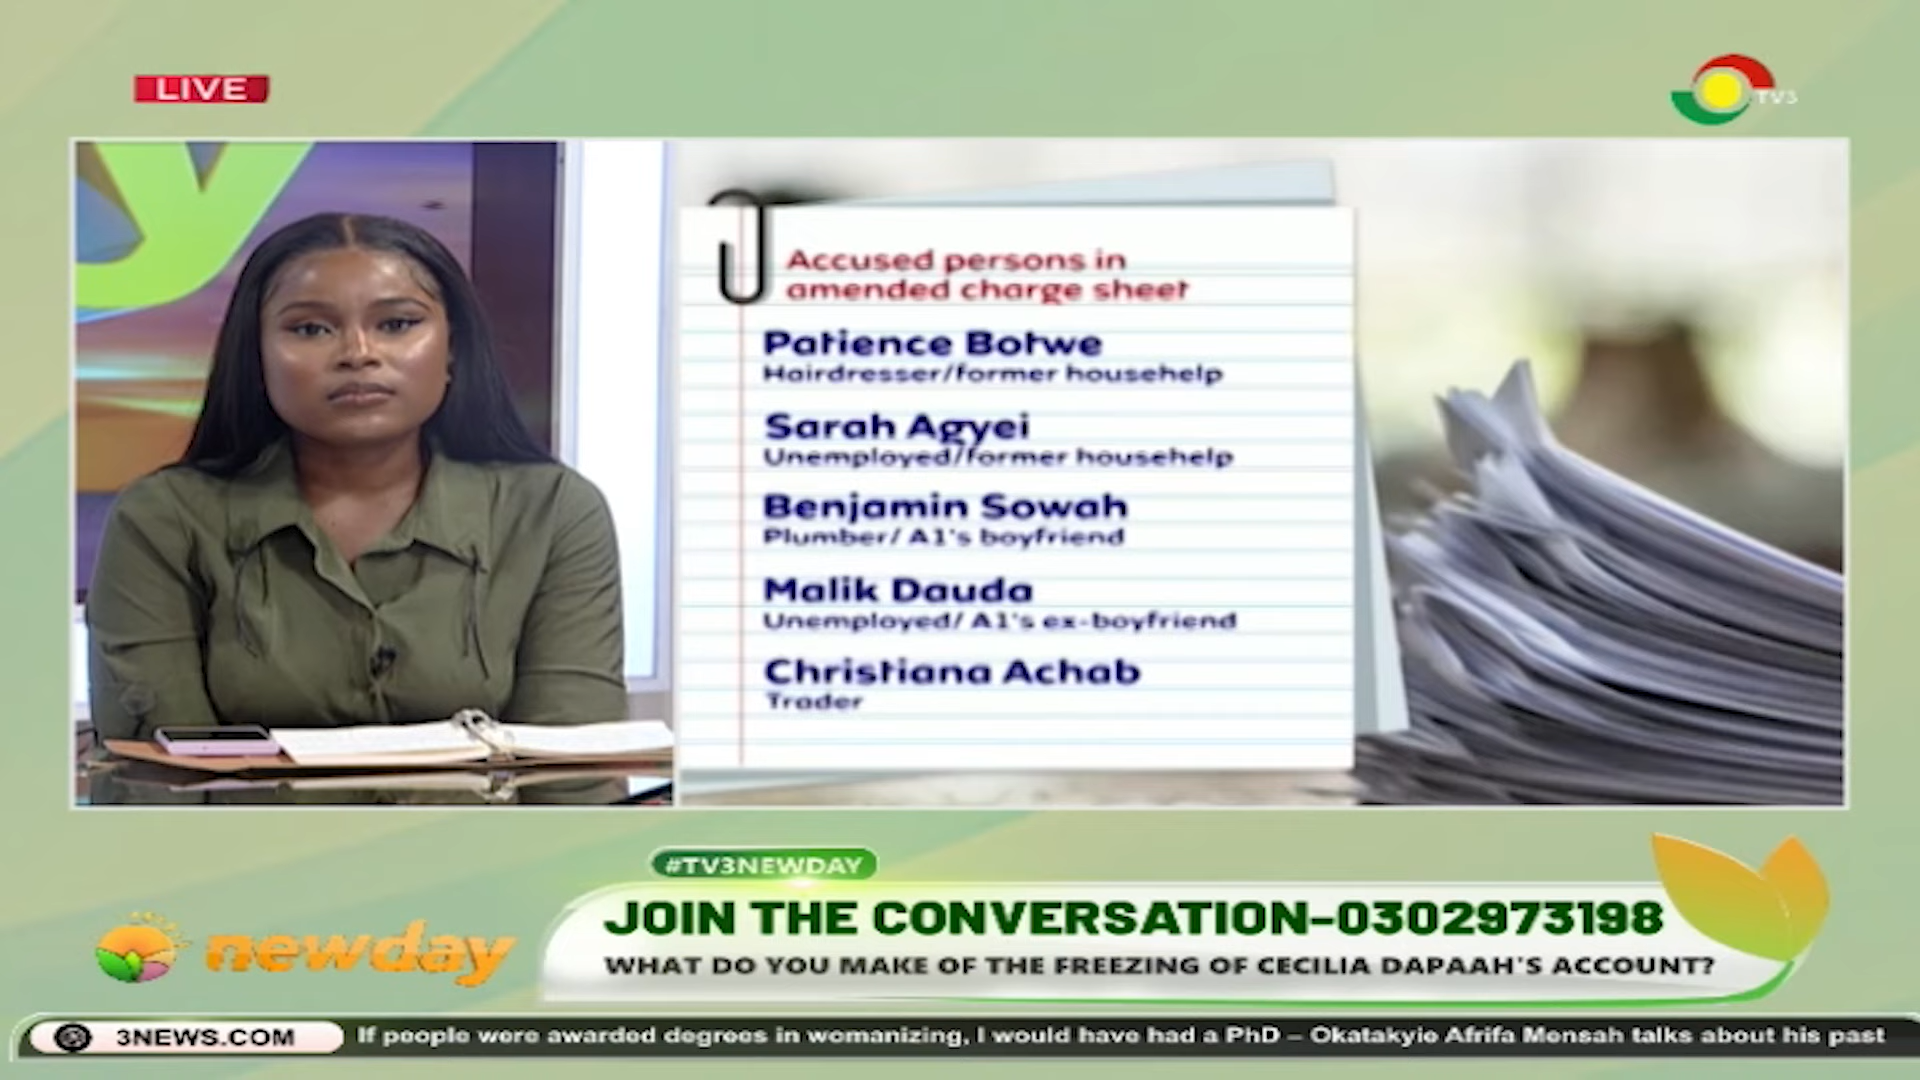 LIVE
TV3
Accused persons in
amended charge sheet
Patience Botwe
Hairdresser/former househelp
Sarah Agyei
Unemployed/former househelp
Benjamin Sowah
Plumber/ A1's boyfriend
Malik Dauda
Unemployed/ A1's ex-boyfriend
Christiana Achab
Trader
#TV3NEWDAY
newday
JOIN THE CONVERSATION-0302973198
WHAT DO YOU MAKE OF THE FREEZING OF CECILIA DAPAAH'S ACCOUNT?
3NEWS.COM
If people were awarded degrees in womanizing, I would have had a PhD – Okatakyie Afrifa Mensah talks about his past